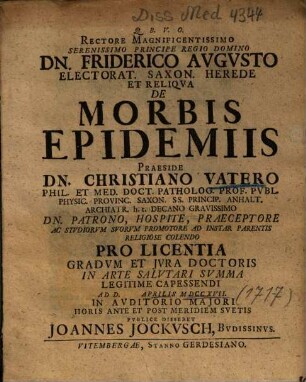 Diss. Med 4344
Q. D. V. O.
RECTORE MAGNIFICENTISSIMO
SERENISSIMO PRINCIPE REGIO DOMINO
DN. FRIDERICO AVGVSTO
ELECTORAT. SAXON. HEREDE
ET RELIQVA
DE
MORBIS
EPIDEMIIS
PRAESIDE
DN. CHRISTIANO VATERO
PHIL. ET MED. DOCT. PATHOLOG. PROF. PVBL.
PHYSIC. PROVINC. SAXON. SS. PRINCIP. ANHALT.
ARCHIATR. h. t. DECANO GRAVISSIMO
DN. PATRONO, HOSPITE, PRAECEPTORE
AC STVDIORVM SVORVM PROMOTORE AD INSTAR PARENTIS
RELIGIOSE COLENDO
PRO LICENTIA
GRADVM ET JVRA DOCTORIS
IN ARTE SALVTARI SVMMA
LEGITIME CAPESSENDI
AD D. APRILIS MDCCXVII.
IN AVDITORIO MAJORI
HORIS ANTE ET POST MERIDIEM SVETIS
PVBLICE DISSERET
JOANNES JOCKVSCH, BVDISSINVS.
VITEMBERGAE, STANNO GERDESIANO.
(1717)